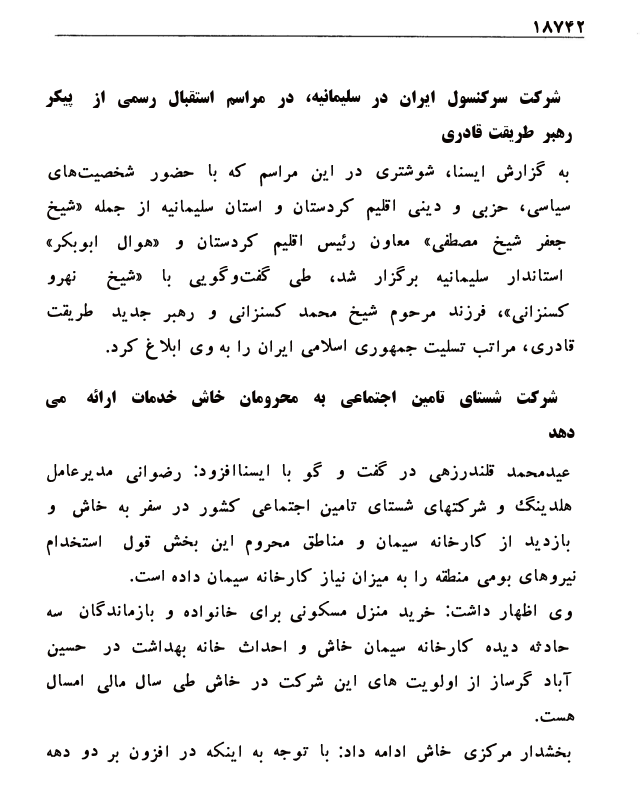 ۱۸۷۴۲
شرکت سرکنسول ایران در سلیمانیه، در مراسم استقبال رسمی از پیکر
رهبر طریقت قادری
به گزارش ایسنا، شوشتری در این مراسم که با حضور شخصیت‌های
سیاسی، حزبی و دینی اقلیم کردستان و استان سلیمانیه از جمله «شیخ
جعفر شیخ مصطفی» معاون رئیس اقلیم کردستان و «هوال ابوبکر»
استاندار سلیمانیه برگزار شد، طی گفت‌وگویی با «شیخ نهرو
کسنزانی»، فرزند مرحوم شیخ محمد کسنزانی و رهبر جدید طریقت
قادری، مراتب تسلیت جمهوری اسلامی ایران را به وی ابلاغ کرد.
شرکت شستای تامین اجتماعی به محرومان خاش خدمات ارائه می
دهد
عیدمحمد قلندرزهی در گفت و گو با ایسناافزود: رضوانی مدیرعامل
هلدینگ و شرکتهای شستای تامین اجتماعی کشور در سفر به خاش و
بازدید از کارخانه سیمان و مناطق محروم این بخش قول استخدام
نیروهای بومی منطقه را به میزان نیاز کارخانه سیمان داده است.
وی اظهار داشت: خرید منزل مسکونی برای خانواده و بازماندگان سه
حادثه دیده کارخانه سیمان خاش و احداث خانه بهداشت در حسین
آباد گرساز از اولویت های این شرکت در خاش طی سال مالی امسال
هست.
بخشدار مرکزی خاش ادامه داد: با توجه به اینکه در افزون بر دو دهه